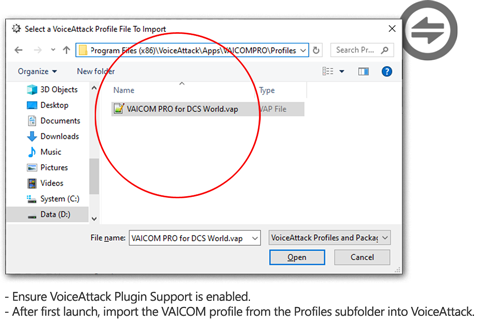 Select a VoiceAttack Profile File To Import
Program Files (x86)\VoiceAttack\Apps\VAICOMPRO\Profiles
Search Pr...
Organize
New folder
Name
Type
3D Objects
Desktop
Documents
Downloads
Music
Pictures
Videos
System (C:)
Data (D:)
VAICOM PRO for DCS World.vap
VAP File
File name:
VAICOM PRO for DCS World.vap
VoiceAttack Profiles and Packag
Open
Cancel
- Ensure VoiceAttack Plugin Support is enabled.
- After first launch, import the VAICOM profile from the Profiles subfolder into VoiceAttack.